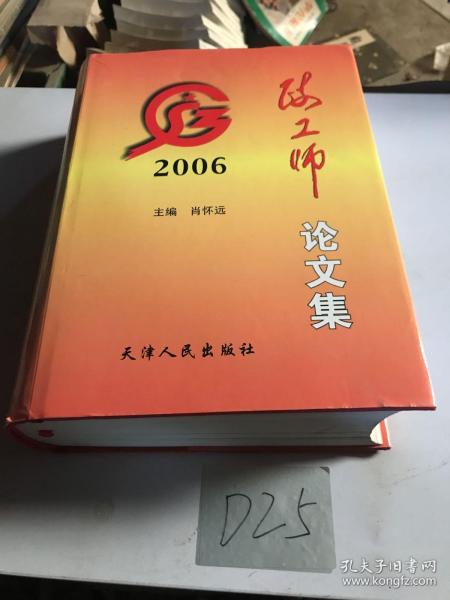 2006
政工师
论文集
主编 肖怀远
天津人民出版社
D25
孔夫子旧书网
www.kongfz.com